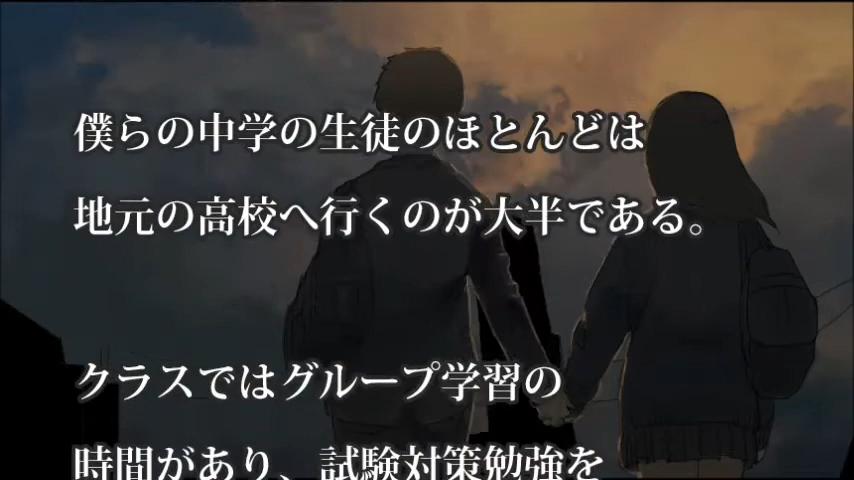 僕らの中学の生徒のほとんどは
地元の高校へ行くのが大半である。
クラスではグループ学習の
時間があり、試験対策勉強を